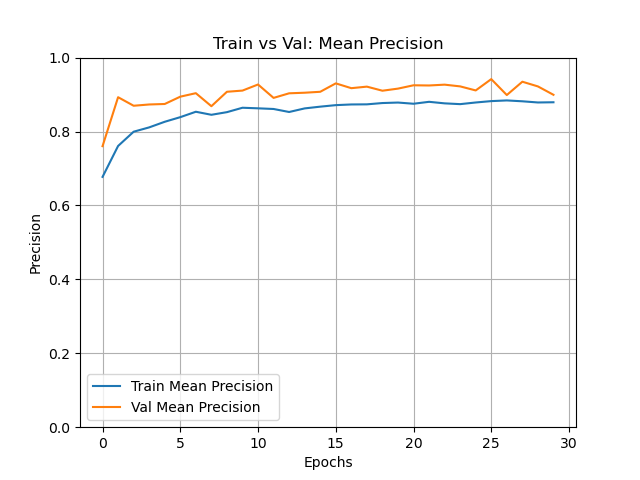 Train vs Val: Mean Precision
1.0
0.8
0.6
0.4
0.2
0.0
Precision
Train Mean Precision
Val Mean Precision
0 5 10 15 20 25 30
Epochs